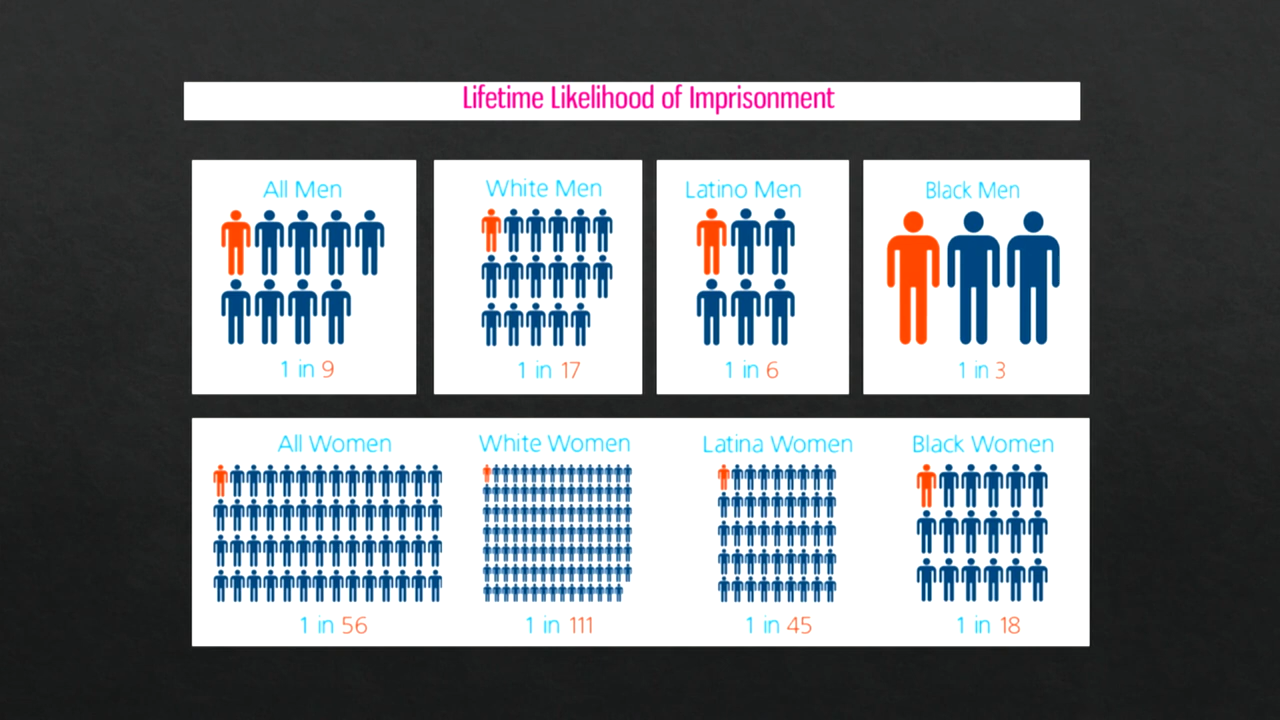 Lifetime Likelihood of Imprisonment
All Men
1 in 9
White Men
1 in 17
Latino Men
1 in 6
Black Men
1 in 3
All Women
1 in 56
White Women
1 in 111
Latina Women
1 in 45
Black Women
1 in 18